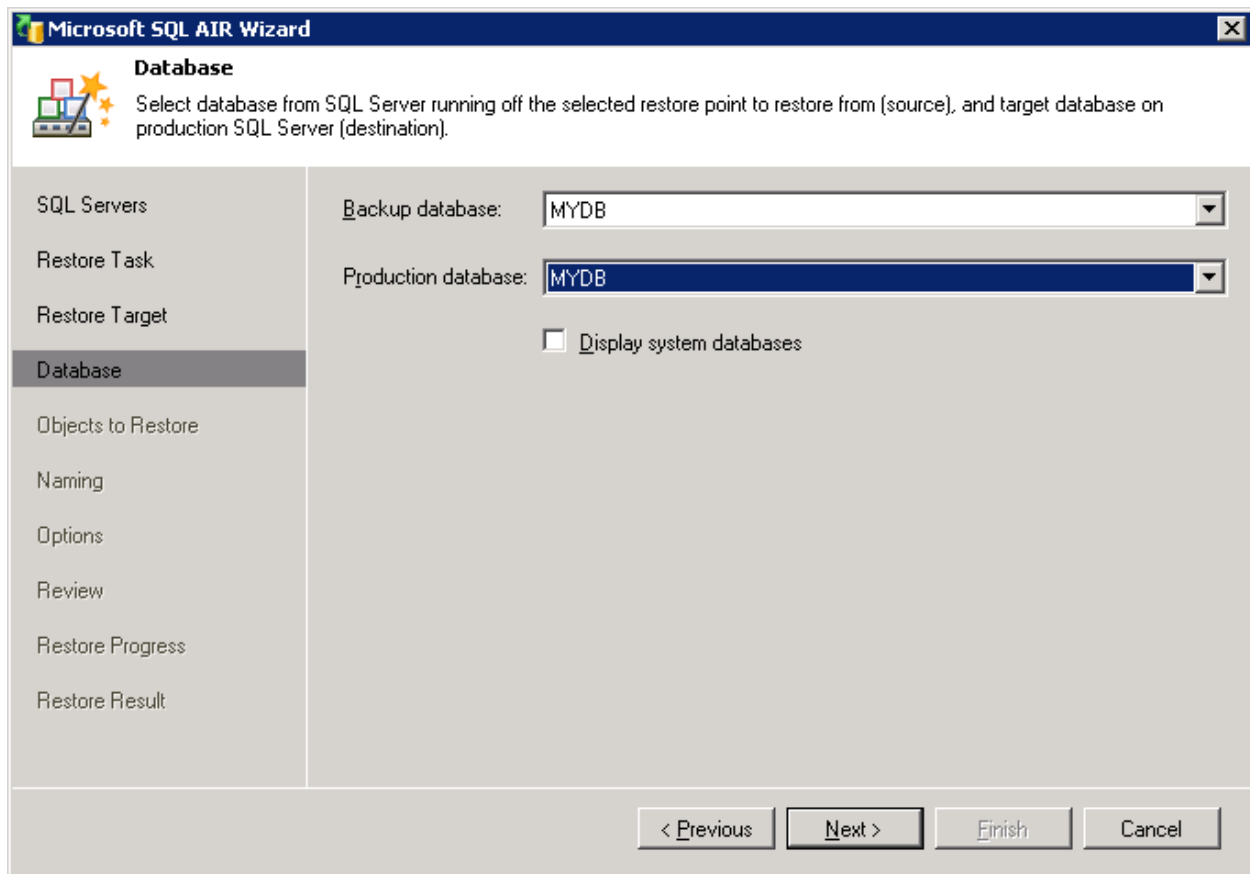 Microsoft SQL AIR Wizard
Database
Select database from SQL Server running off the selected restore point to restore from (source), and target database on
production SQL Server (destination).
SQL Servers
Restore Task
Restore Target
Database
Objects to Restore
Naming
Options
Review
Restore Progress
Restore Result
Backup database: MYDB
Production database: MYDB
Display system databases
< Previous Next > Finish Cancel